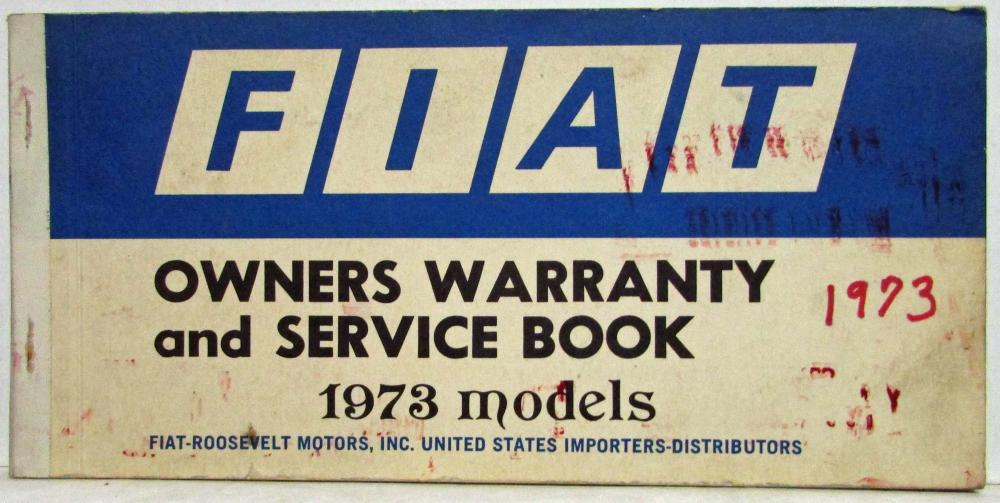 FIAT
OWNERS WARRANTY
and SERVICE BOOK
1973
1973 models
FIAT-ROOSEVELT MOTORS, INC. UNITED STATES IMPORTERS-DISTRIBUTORS